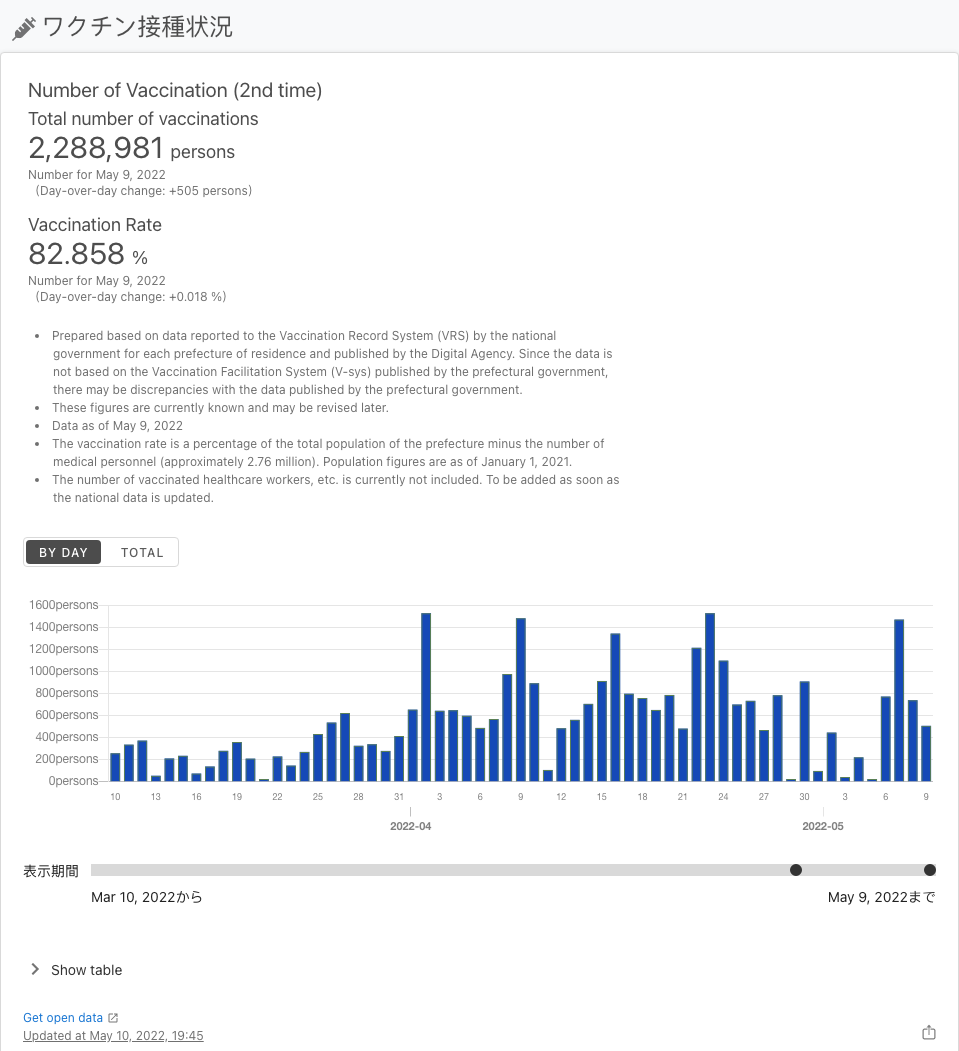 ワクチン接種状況
Number of Vaccination (2nd time)
Total number of vaccinations
2,288,981 persons
Number for May 9, 2022
(Day-over-day change: +505 persons)
Vaccination Rate
82.858 %
Number for May 9, 2022
(Day-over-day change: +0.018 %)
• Prepared based on data reported to the Vaccination Record System (VRS) by the national
government for each prefecture of residence and published by the Digital Agency. Since the data is
not based on the Vaccination Facilitation System (V-sys) published by the prefectural government,
there may be discrepancies with the data published by the prefectural government.
• These figures are currently known and may be revised later.
• Data as of May 9, 2022
• The vaccination rate is a percentage of the total population of the prefecture minus the number of
medical personnel (approximately 2.76 million). Population figures are as of January 1, 2021.
• The number of vaccinated healthcare workers, etc. is currently not included. To be added as soon as
the national data is updated.
BY DAY TOTAL
1600persons
1400persons
1200persons
1000persons
800persons
600persons
400persons
200persons
0persons
10 13 16 19 22 25 28 31 3 6 9 12 15 18 21 24 27 30 3 6 9
2022-04 2022-05
表示期間
Mar 10, 2022から May 9, 2022まで
Show table
Get open data
Updated at May 10, 2022, 19:45